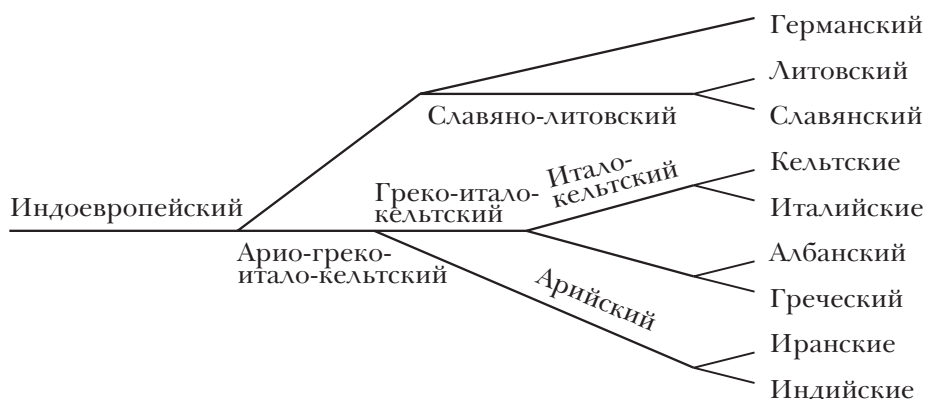 Германский
Литовский
Славяно-литовский
Славянский
Итало-
кельтский
Кельтские
Греко-итало-
кельтский
Италийские
Индоевропейский
Арио-греко-
итало-кельтский
Албанский
Греческий
Арийский
Иранские
Индийские